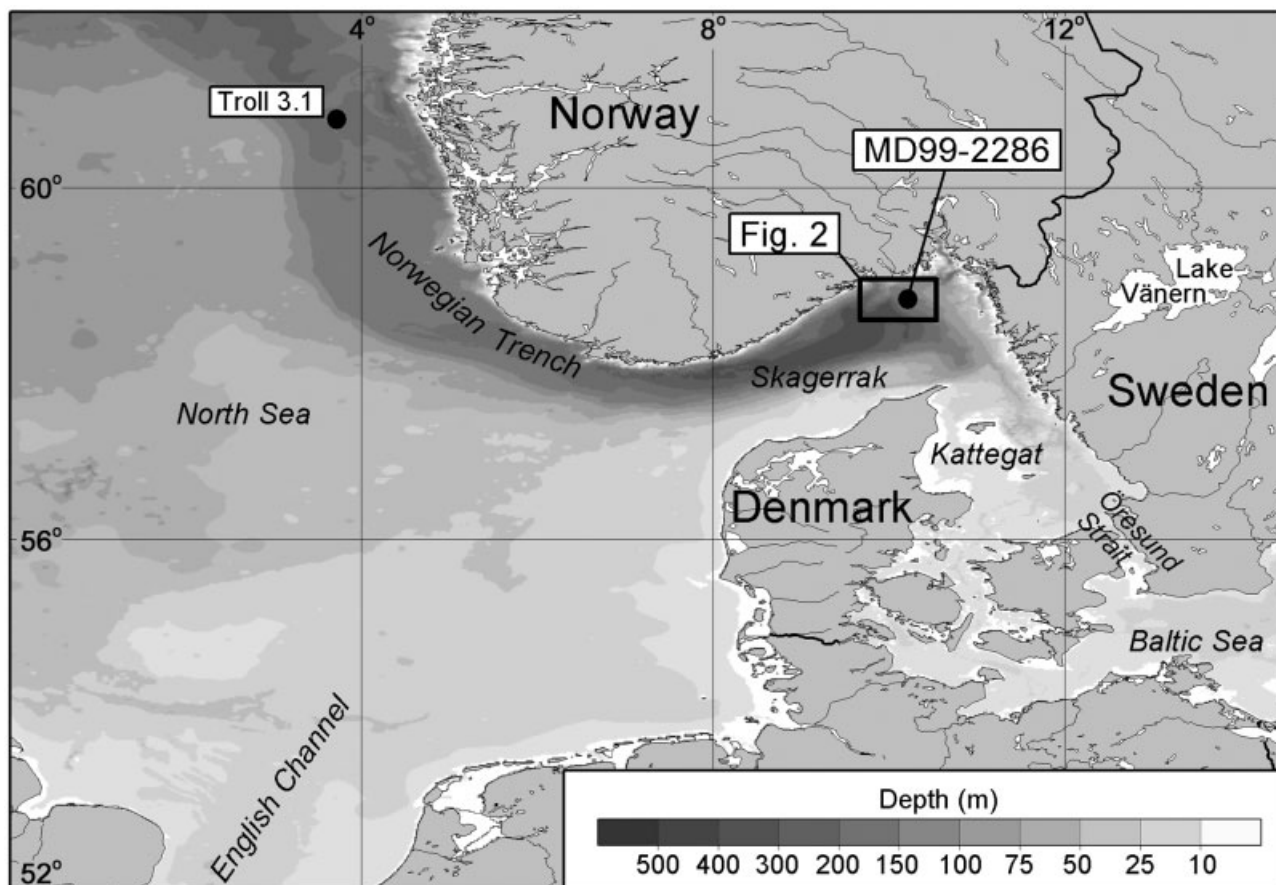 4°
8°
12°
Troll 3.1
Norway
MD99-2286
60°
Fig. 2
Norwegian Trench
Lake
Vänern
Skagerrak
Sweden
North Sea
Kattegat
Denmark
Öresund
Strait
56°
Baltic Sea
English Channel
Depth (m)
52°
500 400 300 200 150 100 75 50 25 10